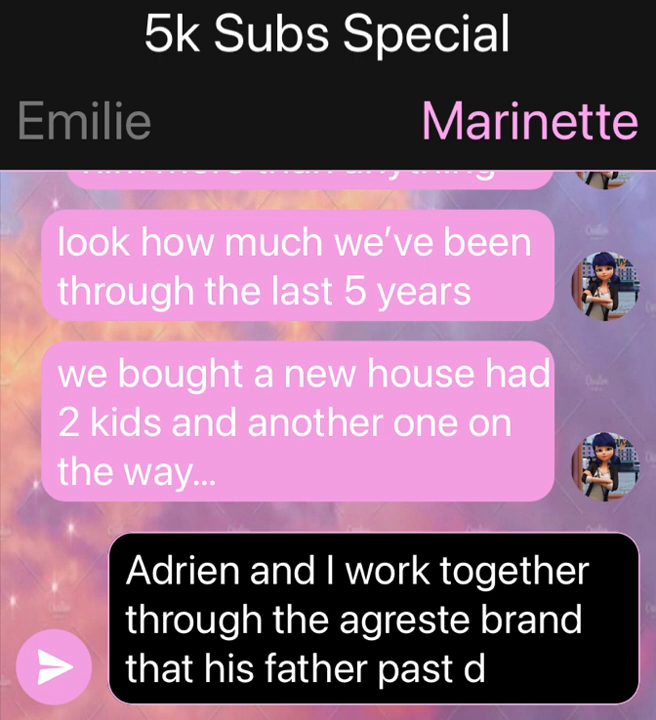 5k Subs Special
Emilie
Marinette
look how much we've been
through the last 5 years
we bought a new house had
2 kids and another one on
the way...
Adrien and I work together
through the agreste brand
that his father past d